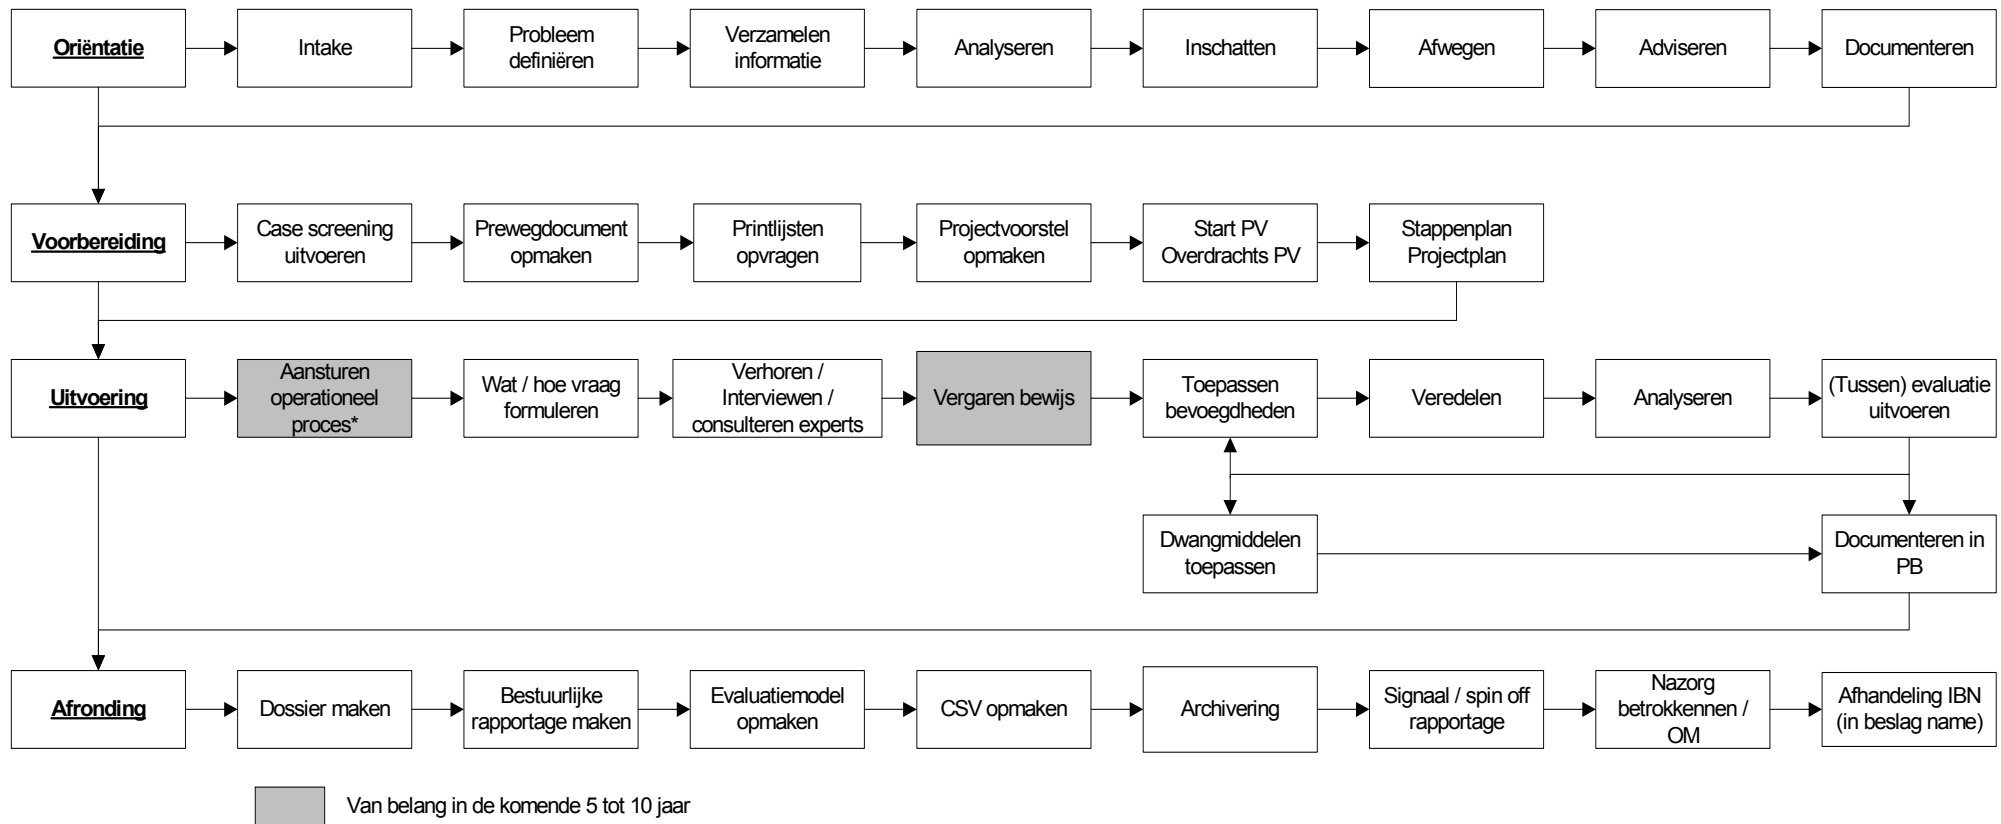 Oriëntatie
Intake
Probleem
definiëren
Verzamelen
informatie
Analyseren
Inschatten
Afwegen
Adviseren
Documenteren
Voorbereiding
Case screening
uitvoeren
Prewegdocument
opmaken
Printlijsten
opvragen
Projectvoorstel
opmaken
Start PV
Overdrachts PV
Stappenplan
Projectplan
Uitvoering
Aansturen
operationeel
proces*
Wat / hoe vraag
formuleren
Verhoren /
Interviewen /
consulteren experts
Vergaren bewijs
Toepassen
bevoegdheden
Veredelen
Analyseren
(Tussen) evaluatie
uitvoeren
Dwangmiddelen
toepassen
Documenteren in
PB
Afronding
Dossier maken
Bestuurlijke
rapportage maken
Evaluatiemodel
opmaken
CSV opmaken
Archivering
Signaal / spin off
rapportage
Nazorg
betrokkennen /
OM
Afhandeling IBN
(in beslag name)
Van belang in de komende 5 tot 10 jaar